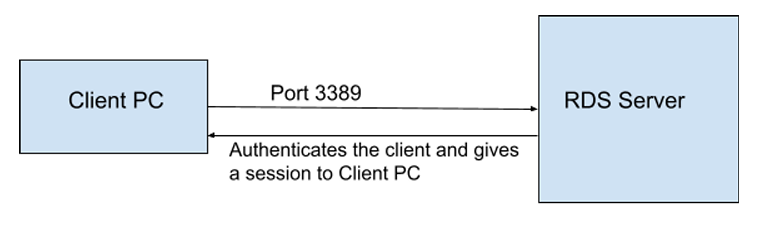 Client PC
Port 3389
RDS Server
Authenticates the client and gives
a session to Client PC